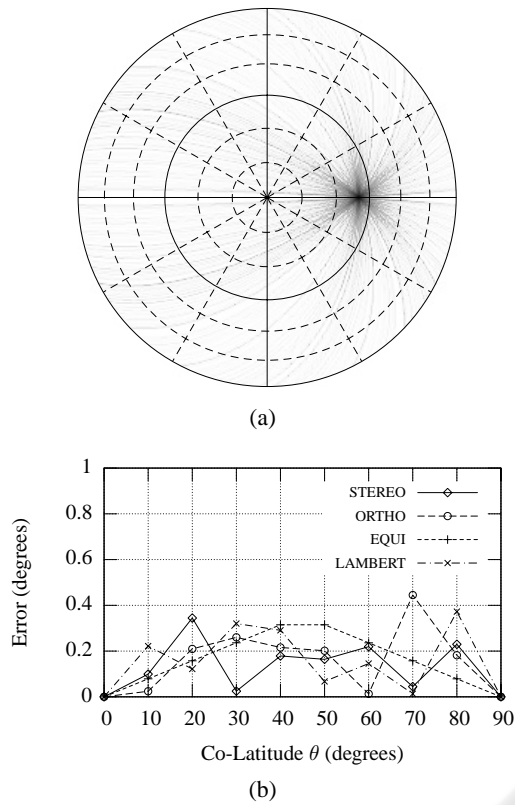 (a)
1
0.8
0.6
0.4
0.2
0
Error (degrees)
STEREO
ORTHO
EQUI
LAMBERT
0 10 20 30 40 50 60 70 80 90
Co-Latitude θ (degrees)
(b)